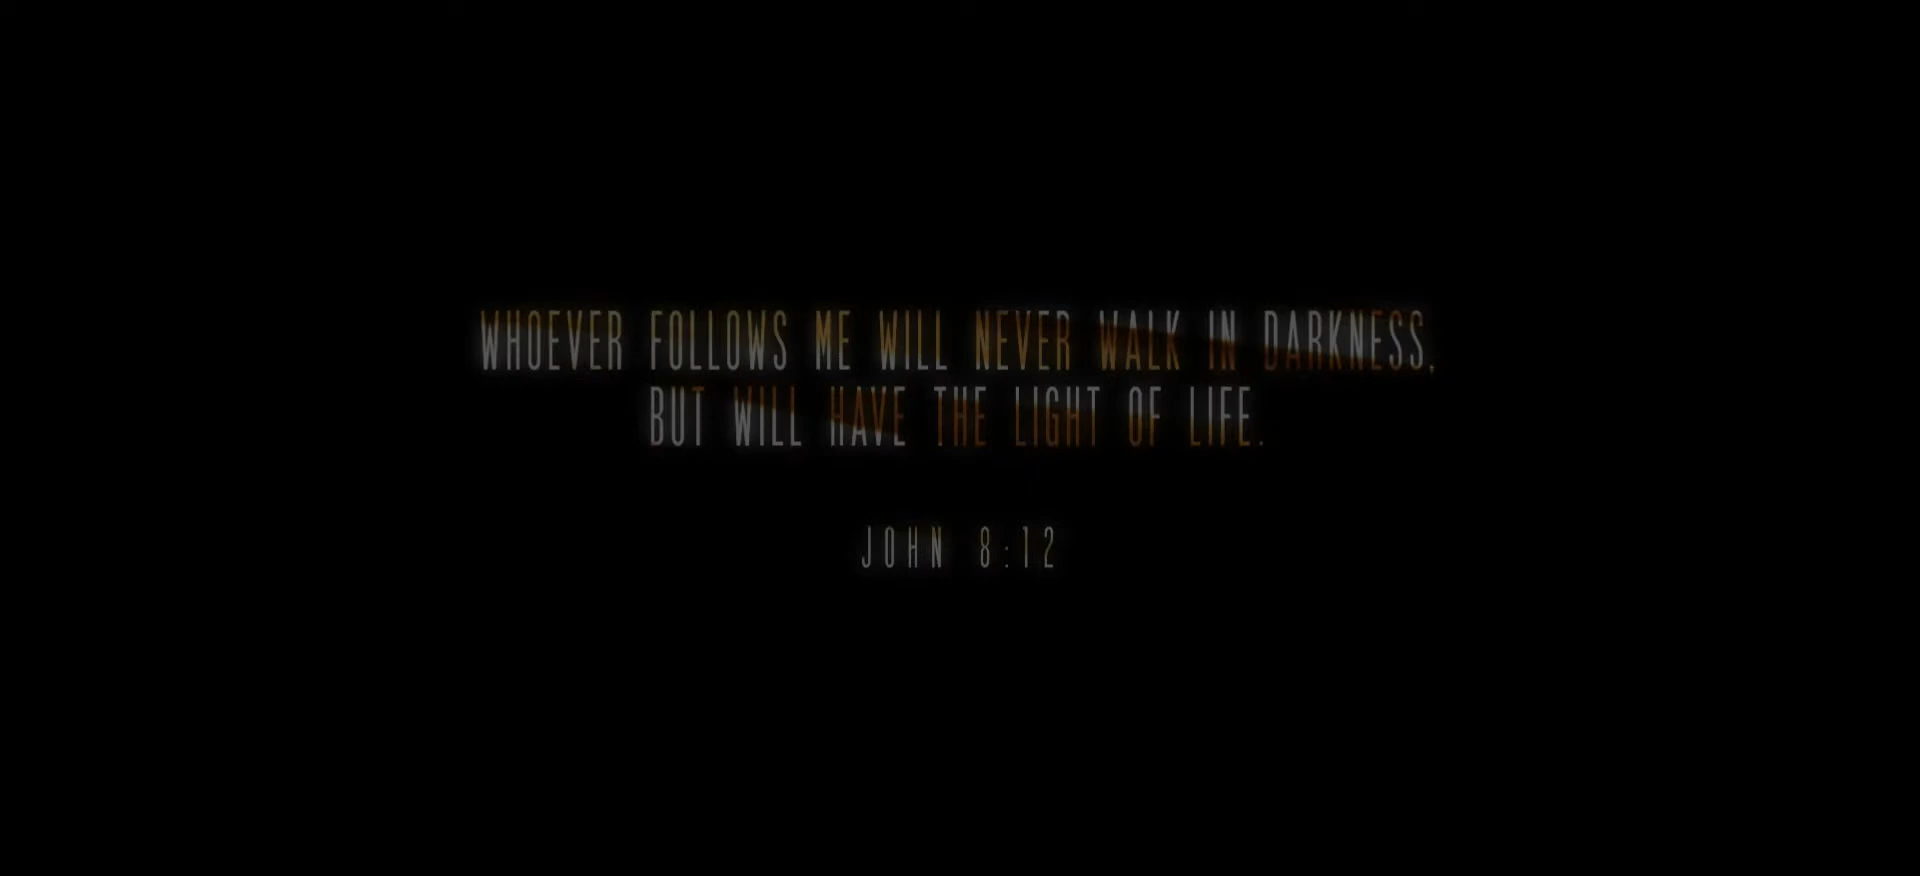 WHOEVER FOLLOWS ME WILL NEVER WALK IN DARKNESS,
BUT WILL HAVE THE LIGHT OF LIFE.
JOHN 8:12